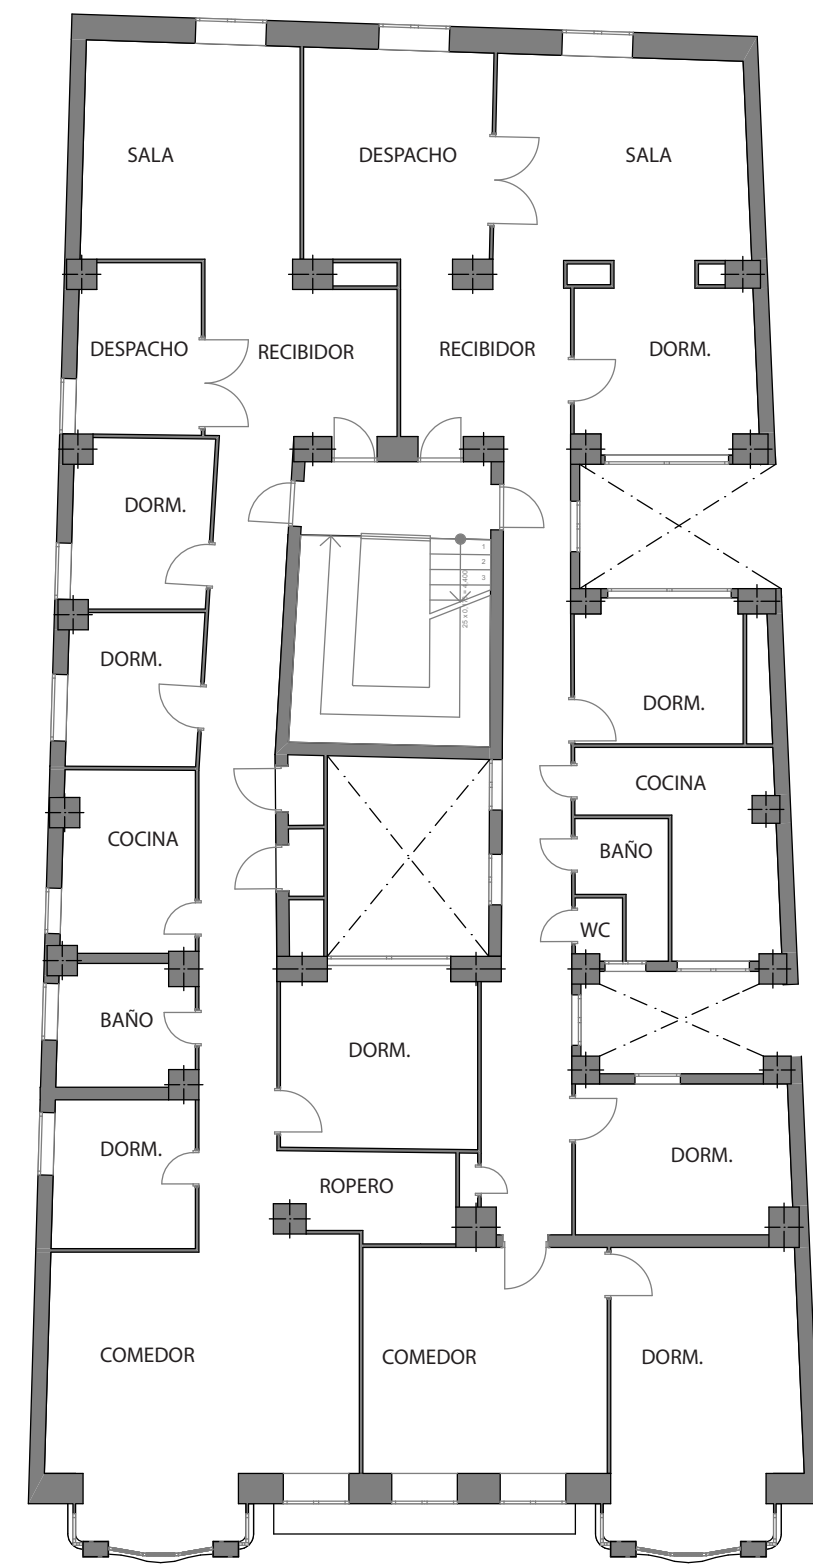 SALA
DESPACHO
SALA
DESPACHO
RECIBIDOR
RECIBIDOR
DORM.
DORM.
1
2
3
DORM.
DORM.
COCINA
COCINA
BAÑO
WC
BAÑO
DORM.
DORM.
DORM.
ROPERO
COMEDOR
COMEDOR
DORM.